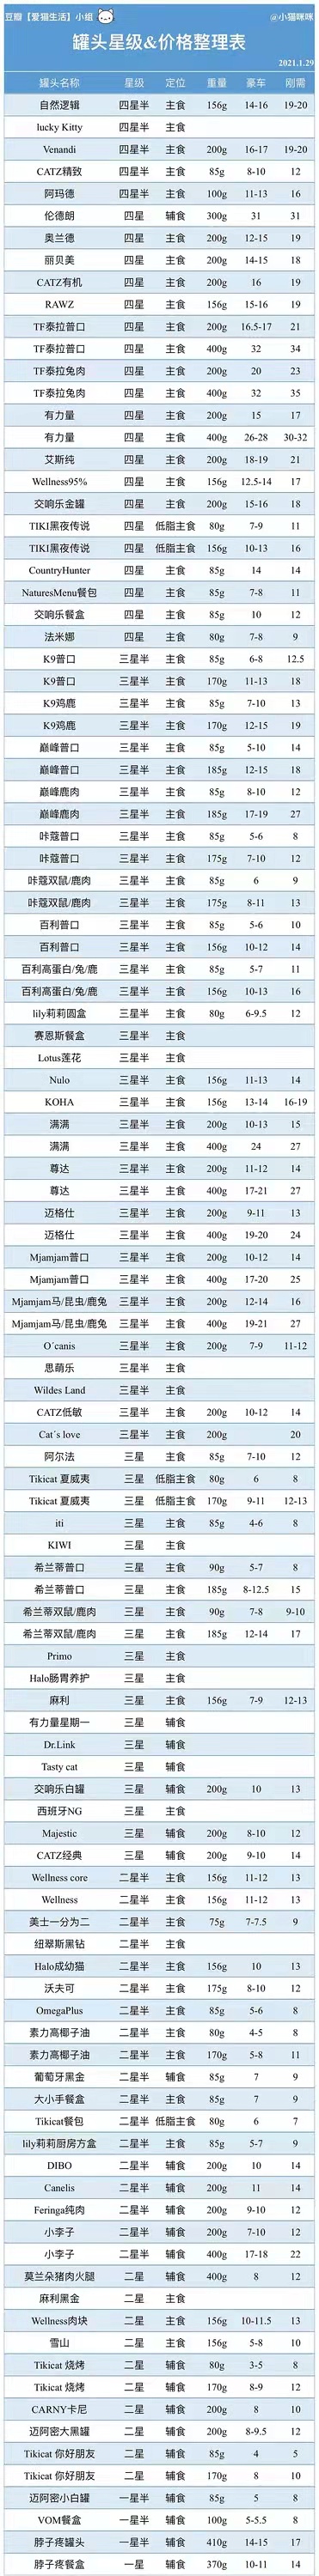 豆瓣【爱猫生活】小组 @小猫咪咪
罐头星级&价格整理表
2021.1.29
罐头名称 星级 定位 重量 豪车 刚需
自然逻辑 四星半 主食 156g 14-16 19-20
lucky Kitty 四星半 主食
Venandi 四星半 主食 200g 16-17 19-20
CATZ精致 四星半 主食 85g 8-10 12
阿玛德 四星半 主食 100g 11-13 16
伦德朗 四星 辅食 300g 31 31
奥兰德 四星 主食 200g 12-15 19
丽贝美 四星 主食 200g 14-15 18
CATZ有机 四星 主食 200g 16 19
RAWZ 四星 主食 156g 15-16 19
TF泰拉普口 四星 主食 200g 16.5-17 21
TF泰拉普口 四星 主食 400g 32 34
TF泰拉兔肉 四星 主食 200g 20 23
TF泰拉兔肉 四星 主食 400g 32 35
有力量 四星 主食 200g 15 17
有力量 四星 主食 400g 26-28 30-32
艾斯纯 四星 主食 200g 18-19 21
Wellness95% 四星 主食 156g 12.5-14 17
交响乐金罐 四星 主食 200g 15-16 18
TIKI黑夜传说 四星 低脂主食 80g 7-9 11
TIKI黑夜传说 四星 低脂主食 156g 10-13 16
CountryHunter 四星 主食 85g 14 14
NaturesMenu餐包 四星 主食 85g 7-8 11
交响乐餐盒 四星 主食 85g 10 12
法米娜 四星 主食 80g 7-8 9
K9普口 三星半 主食 85g 6-8 12.5
K9普口 三星半 主食 170g 11-13 18
K9鸡鹿 三星半 主食 85g 7-10 13
K9鸡鹿 三星半 主食 170g 12-15 19
巅峰普口 三星半 主食 85g 5-10 14
巅峰普口 三星半 主食 185g 12-15 18
巅峰鹿肉 三星半 主食 85g 8-10 12
巅峰鹿肉 三星半 主食 185g 17-19 27
咔蔻普口 三星半 主食 85g 5-6 8
咔蔻普口 三星半 主食 175g 7-10 12
咔蔻双鼠/鹿肉 三星半 主食 85g 6 9
咔蔻双鼠/鹿肉 三星半 主食 175g 8-11 13
百利普口 三星半 主食 85g 5-6 10
百利普口 三星半 主食 156g 10-12 14
百利高蛋白/兔/鹿 三星半 主食 85g 5-7 11
百利高蛋白/兔/鹿 三星半 主食 156g 10-13 16
lily莉莉圆盒 三星半 主食 80g 6-9.5 12
赛恩斯餐盒 三星半 主食
Lotus莲花 三星半 主食
Nulo 三星半 主食 156g 11-13 14
KOHA 三星半 主食 156g 13-14 16-19
满满 三星半 主食 200g 10-13 15
满满 三星半 主食 400g 24 27
尊达 三星半 主食 200g 11-12 14
尊达 三星半 主食 400g 17-21 27
迈格仕 三星半 主食 200g 9-11 13
迈格仕 三星半 主食 400g 19-20 24
Mjamjam普口 三星半 主食 200g 10-12 14
Mjamjam普口 三星半 主食 400g 17-20 25
Mjamjam马/昆虫/鹿兔 三星半 主食 200g 12-14 16
Mjamjam马/昆虫/鹿兔 三星半 主食 400g 19-21 27
O´canis 三星半 主食 200g 7-9 11-12
思萌乐 三星半 主食
Wildes Land 三星半 主食
CATZ低敏 三星半 主食 200g 10-12 14
Cat´s love 三星半 主食 200g 20
阿尔法 三星 主食 85g 7-10 12
Tikicat 夏威夷 三星 低脂主食 80g 6 8
Tikicat 夏威夷 三星 低脂主食 170g 9-11 12-13
iti 三星 主食 85g 4-6 8
KIWI 三星 主食
希兰蒂普口 三星 主食 90g 5-7 8
希兰蒂普口 三星 主食 185g 8-12.5 15
希兰蒂双鼠/鹿肉 三星 主食 90g 7-8 9-10
希兰蒂双鼠/鹿肉 三星 主食 185g 12-14 17
Primo 三星 主食
Halo肠胃养护 三星 主食
麻利 三星 主食 156g 7-9 12-13
有力量星期一 三星 辅食
Dr.Link 三星 辅食
Tasty cat 三星 辅食
交响乐白罐 三星 辅食 200g 10 13
西班牙NG 三星 主食
Majestic 三星 辅食 200g 8-10 12
CATZ经典 三星 辅食 200g 9-10 14
Wellness core 二星半 主食 156g 11-12 13
Wellness 二星半 主食 156g 11-12 13
美士一分为二 二星半 主食 75g 7-7.5 9
纽翠斯黑钻 二星半 主食
Halo成幼猫 二星半 主食 156g 10 13
沃夫可 二星半 主食 175g 8-10 12
OmegaPlus 二星半 主食 85g 5-6 8
素力高椰子油 二星半 主食 80g 4-5 8
素力高椰子油 二星半 主食 170g 5-8 11
葡萄牙黑金 二星半 辅食 85g 7 9
大小手餐盒 二星半 主食 85g 7 9
Tikicat餐包 二星半 低脂主食 80g 6 7
lily莉莉厨房方盒 二星半 主食 85g 5-7 9
DIBO 二星半 辅食 200g 10 14
Canelis 二星半 辅食 200g 11 14
Feringa纯肉 二星半 辅食 200g 9-10 12
小李子 二星半 辅食 200g 7-10 12
小李子 二星半 辅食 400g 17-18 22
莫兰朵猪肉火腿 二星 辅食 400g 8 12
麻利黑金 二星 主食
Wellness肉块 二星 主食 156g 10-11.5 13
雪山 二星 主食 156g 5-8 10
Tikicat 烧烤 二星 辅食 80g 3-5 8
Tikicat 烧烤 二星 辅食 170g 8-9 12
CARNY卡尼 二星 辅食 200g 8 10
迈阿密大黑罐 二星 辅食 200g 8-9.5 12
Tikicat 你好朋友 二星 辅食 85g 4 5
Tikicat 你好朋友 二星 辅食 170g 8 10
迈阿密小白罐 一星半 辅食 85g 5 8
VOM餐盒 一星半 辅食 100g 5-5.5 8
脖子疼罐头 一星半 辅食 410g 14-15 17
脖子疼餐盒 一星 辅食 370g 10-11 14